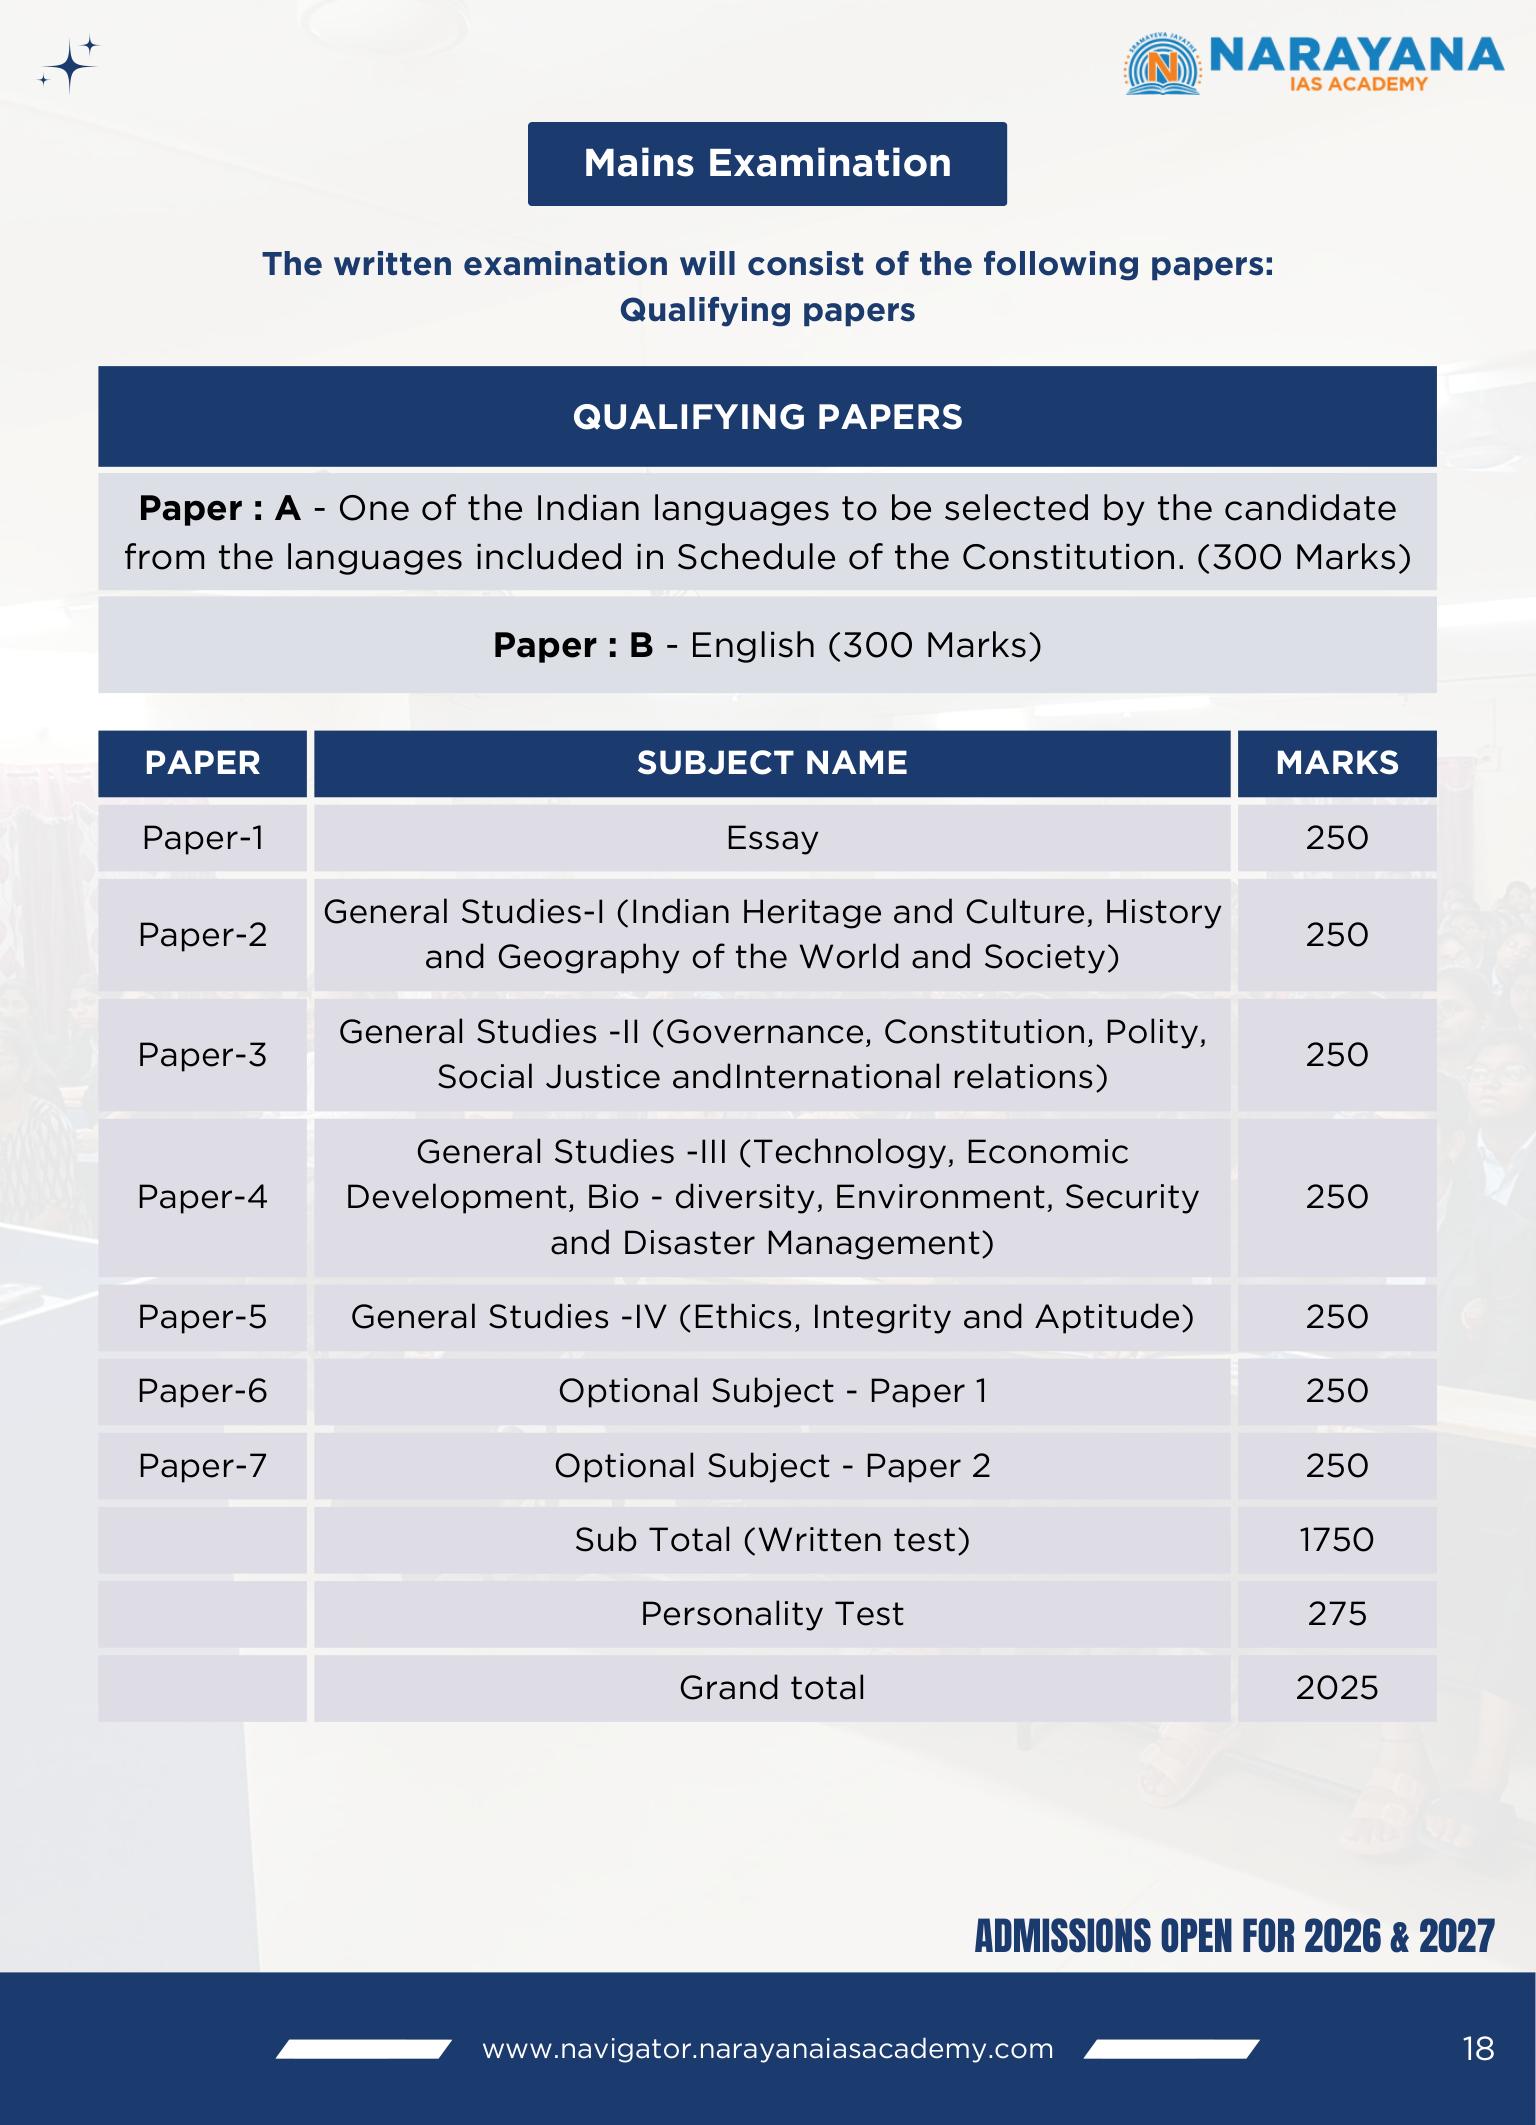 SRAMAYEVA JAYATHE
N
NARAYANA
IAS ACADEMY
Mains Examination
The written examination will consist of the following papers:
Qualifying papers
QUALIFYING PAPERS
Paper : A - One of the Indian languages to be selected by the candidate
from the languages included in Schedule of the Constitution. (300 Marks)
Paper : B - English (300 Marks)
PAPER SUBJECT NAME MARKS
Paper-1 Essay 250
Paper-2 General Studies-I (Indian Heritage and Culture, History
and Geography of the World and Society) 250
Paper-3 General Studies -II (Governance, Constitution, Polity,
Social Justice andInternational relations) 250
Paper-4 General Studies -III (Technology, Economic
Development, Bio - diversity, Environment, Security
and Disaster Management) 250
Paper-5 General Studies -IV (Ethics, Integrity and Aptitude) 250
Paper-6 Optional Subject - Paper 1 250
Paper-7 Optional Subject - Paper 2 250
Sub Total (Written test) 1750
Personality Test 275
Grand total 2025
ADMISSIONS OPEN FOR 2026 & 2027
www.navigator.narayanaiasacademy.com 18